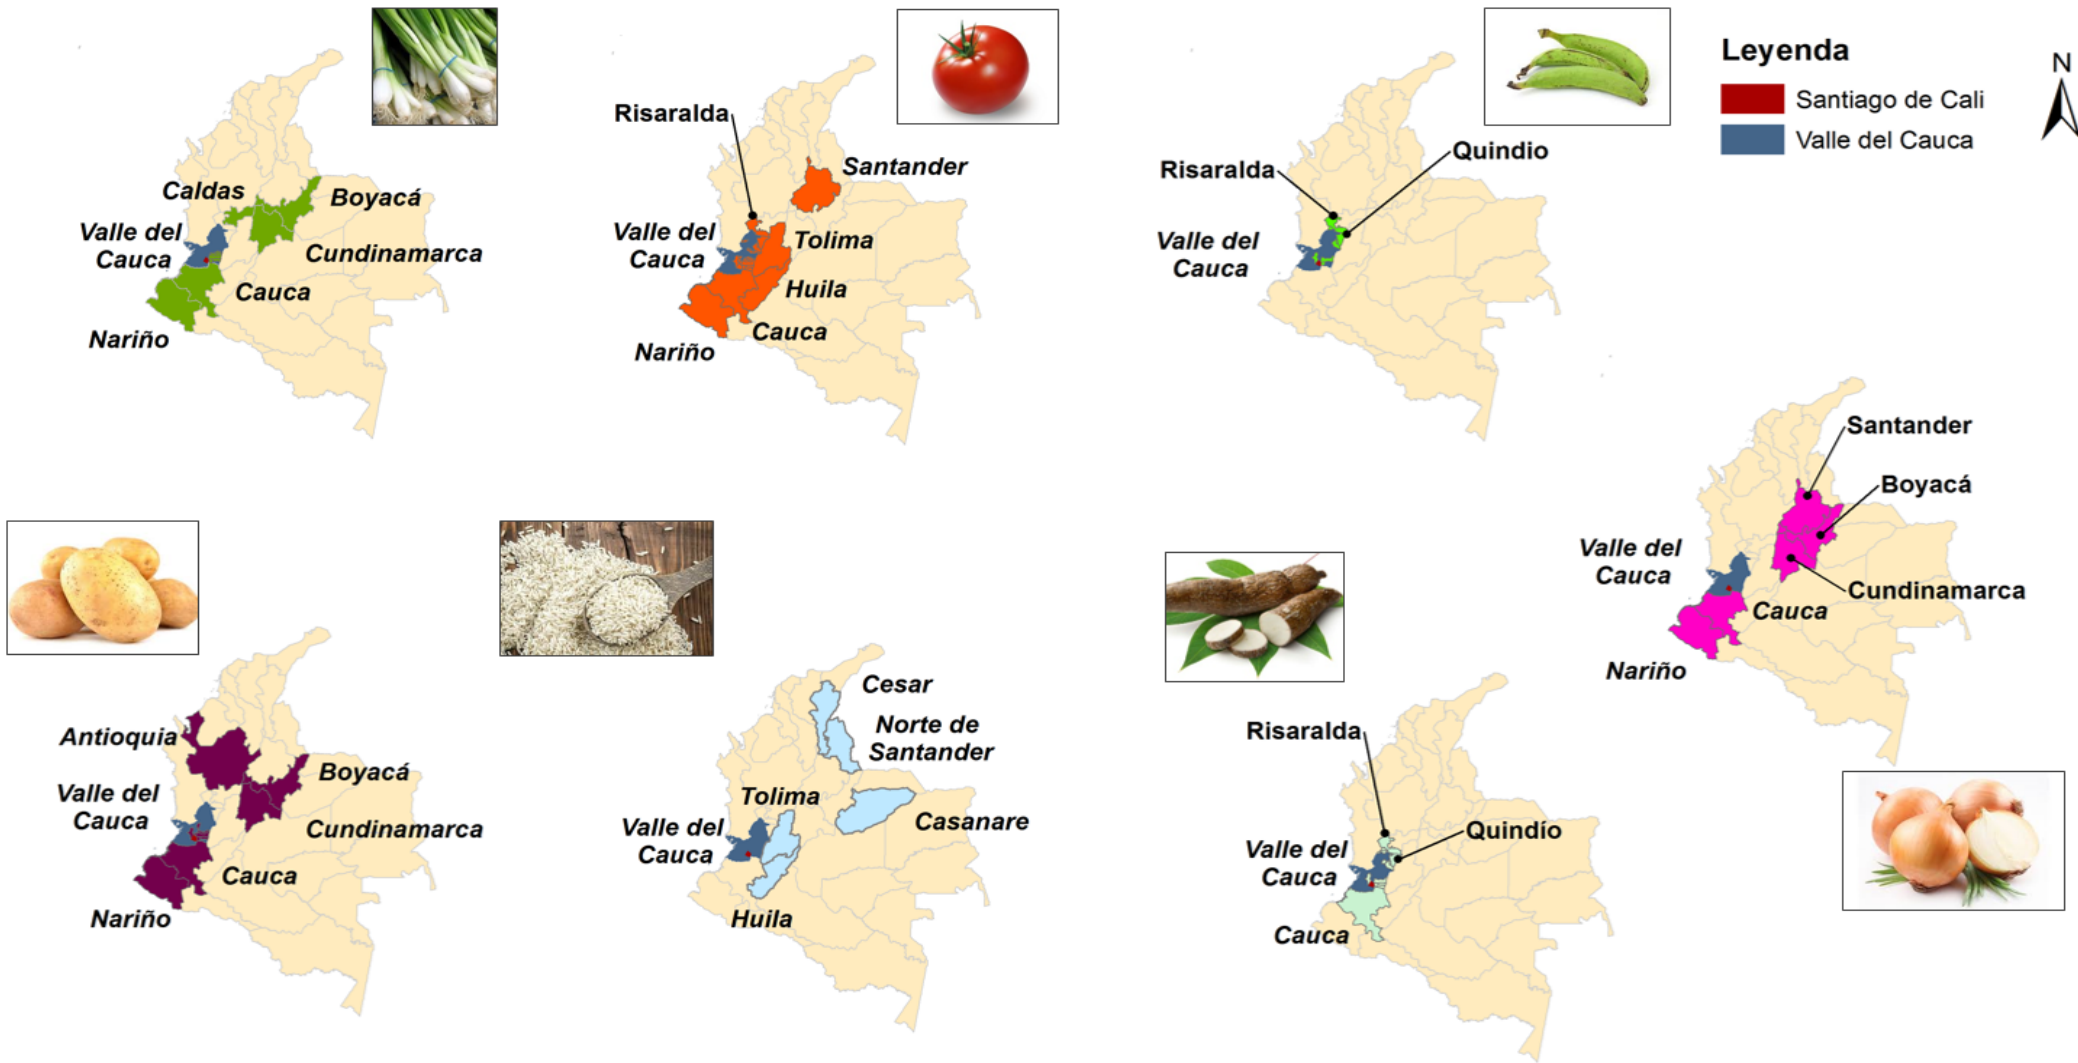 Caldas
Boyacá
Valle del
Cauca
Cundinamarca
Cauca
Nariño
Risaralda
Santander
Valle del
Cauca
Tolima
Huila
Cauca
Nariño
Risaralda
Quindio
Valle del
Cauca
Leyenda
Santiago de Cali
Valle del Cauca
N
Santander
Boyacá
Valle del
Cauca
Cundinamarca
Cauca
Nariño
Antioquia
Boyacá
Valle del
Cauca
Cundinamarca
Cauca
Nariño
Cesar
Norte de
Santander
Tolima
Casanare
Valle del
Cauca
Huila
Risaralda
Quindío
Valle del
Cauca
Cauca